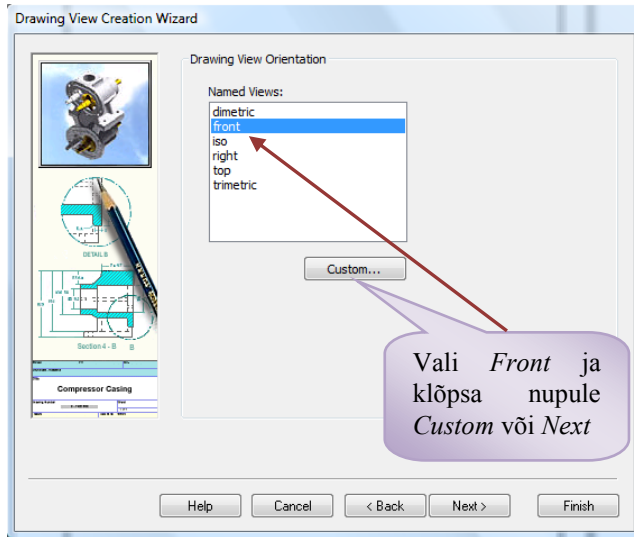 Drawing View Creation Wizard
Drawing View Orientation
Named Views:
dimetric
front
iso
right
top
trimetric
Custom...
DETAIL B
Section 4 - B
B
Compressor Casing
Vali Front ja
klõpsa nupule
Custom või Next
Help
Cancel
< Back
Next >
Finish